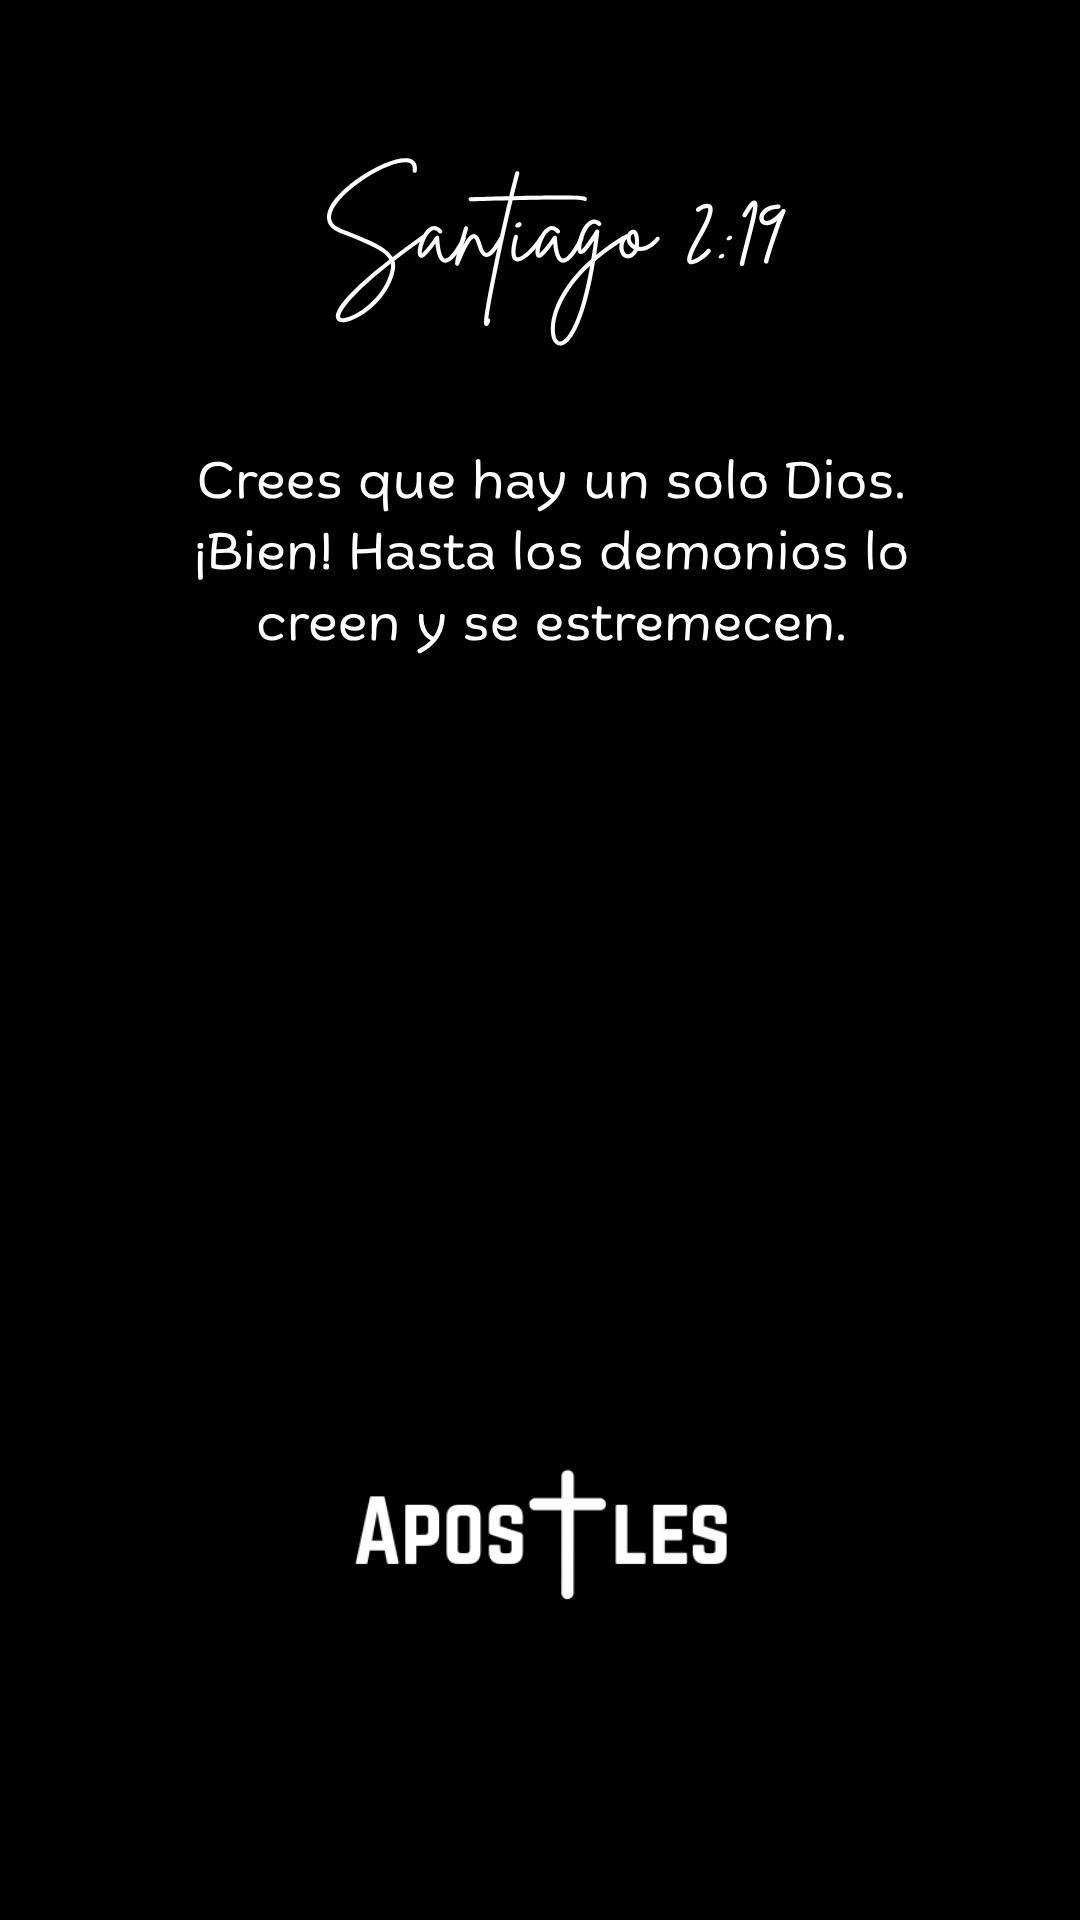 Santiago 2:19
Crees que hay un solo Dios.
¡Bien! Hasta los demonios lo
creen y se estremecen.
APOSTLES